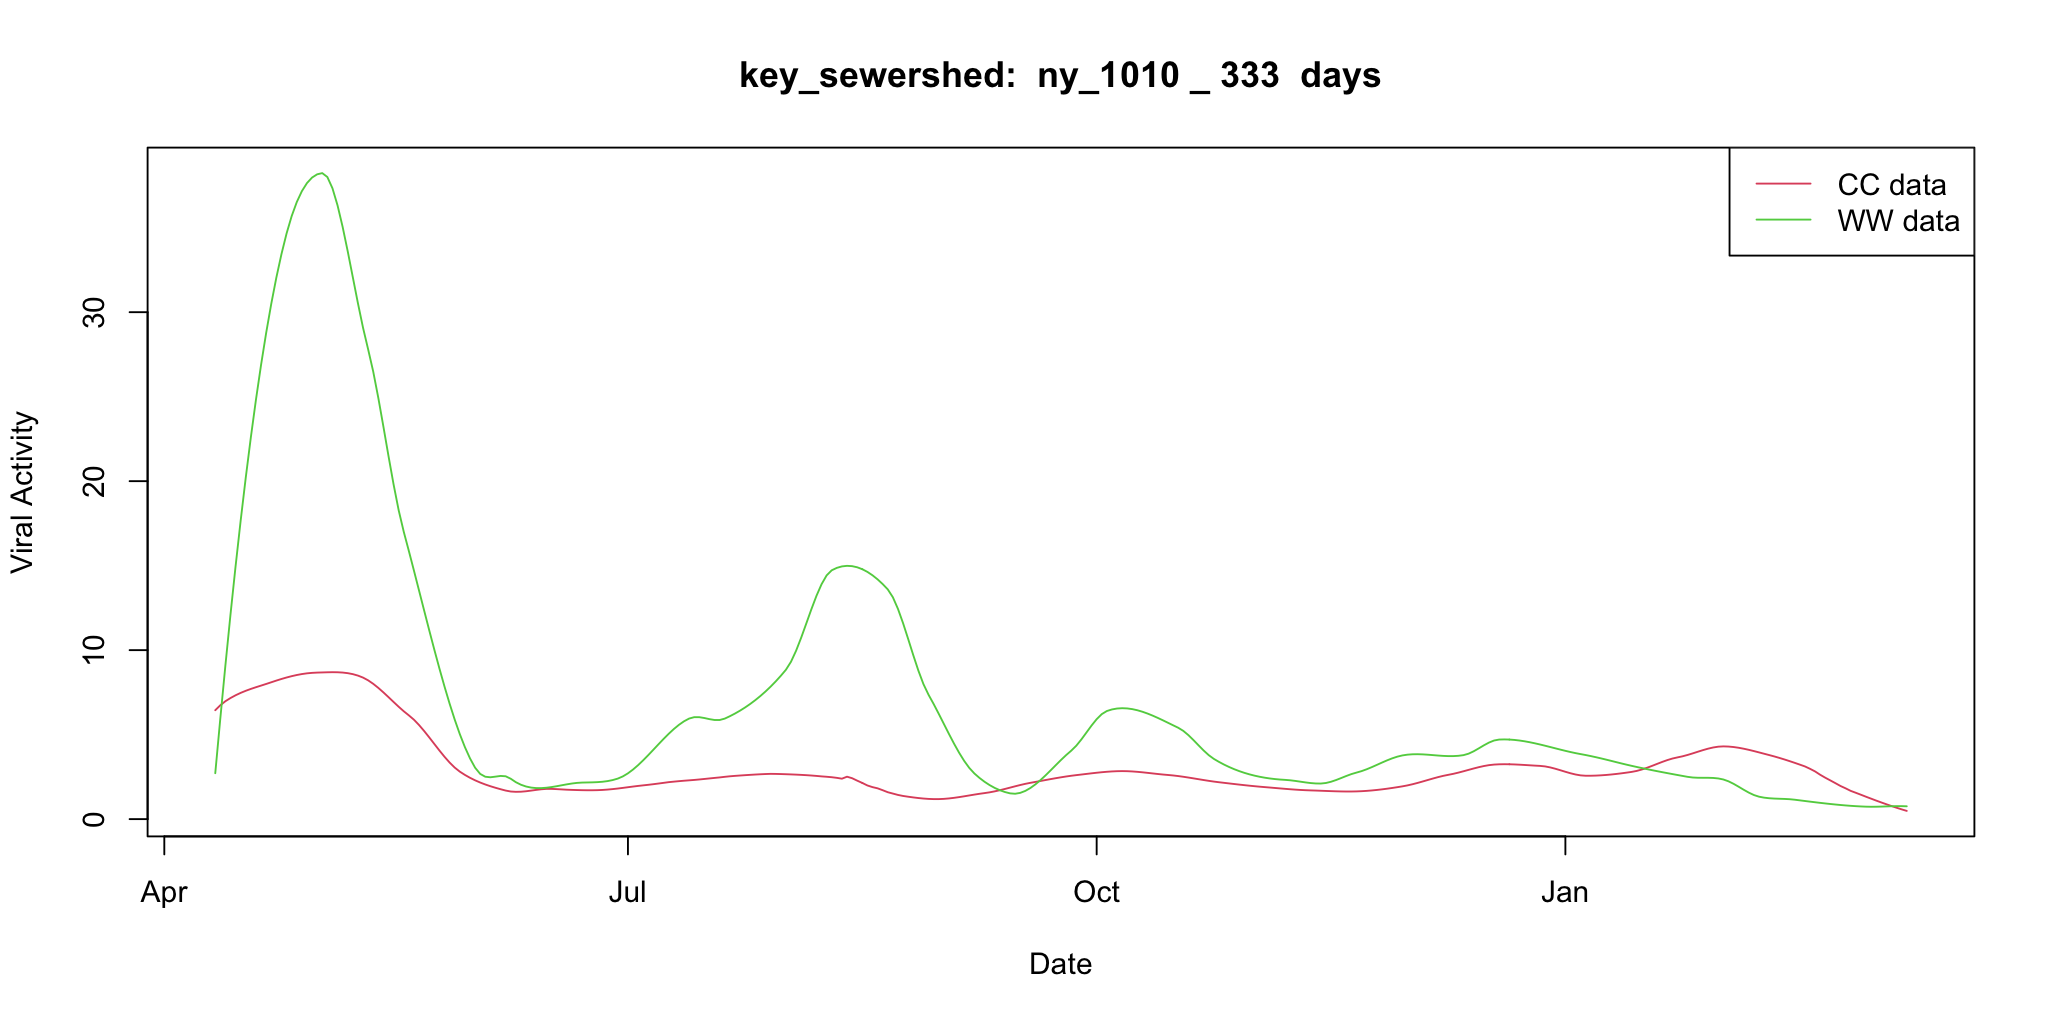 key_sewershed:  ny_1010 _ 333  days
CC data
WW data
Viral Activity
30
20
10
0
Apr Jul Oct Jan
Date